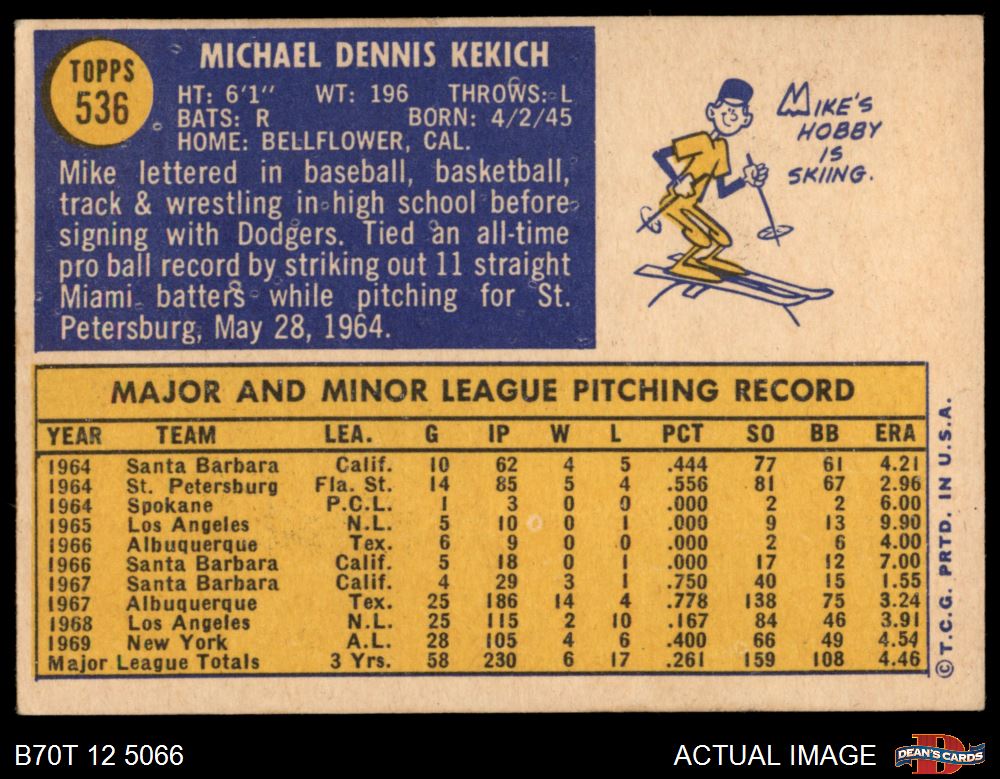 TOPPS
536
MICHAEL DENNIS KEKICH
HT: 6'1" WT: 196 THROWS: L
BATS: R BORN: 4/2/45
HOME: BELLFLOWER, CAL.
Mike lettered in baseball, basketball,
track & wrestling in high school before
signing with Dodgers. Tied an all-time
pro ball record by striking out 11 straight
Miami batters while pitching for St.
Petersburg, May 28, 1964.
MIKE'S
HOBBY
IS
SKIING.
MAJOR AND MINOR LEAGUE PITCHING RECORD
YEAR TEAM LEA. G IP W L PCT SO BB ERA
1964 Santa Barbara Calif. 10 62 4 5 .444 77 61 4.21
1964 St. Petersburg Fla. St. 14 85 5 4 .556 81 67 2.96
1964 Spokane P.C.L. 1 3 0 0 .000 2 2 6.00
1965 Los Angeles N.L. 5 10 0 1 .000 9 13 9.90
1966 Albuquerque Tex. 6 9 0 0 .000 2 6 4.00
1966 Santa Barbara Calif. 5 18 0 1 .000 17 12 7.00
1967 Santa Barbara Calif. 4 29 3 1 .750 40 15 1.55
1967 Albuquerque Tex. 25 186 14 4 .778 138 75 3.24
1968 Los Angeles N.L. 25 115 2 10 .167 84 46 3.91
1969 New York A.L. 28 105 4 6 .400 66 49 4.54
Major League Totals 3 Yrs. 58 230 6 17 .261 159 108 4.46
© T.C.G. PRTD. IN U.S.A.
B70T 12 5066
ACTUAL IMAGE
D
DEAN'S CARDS